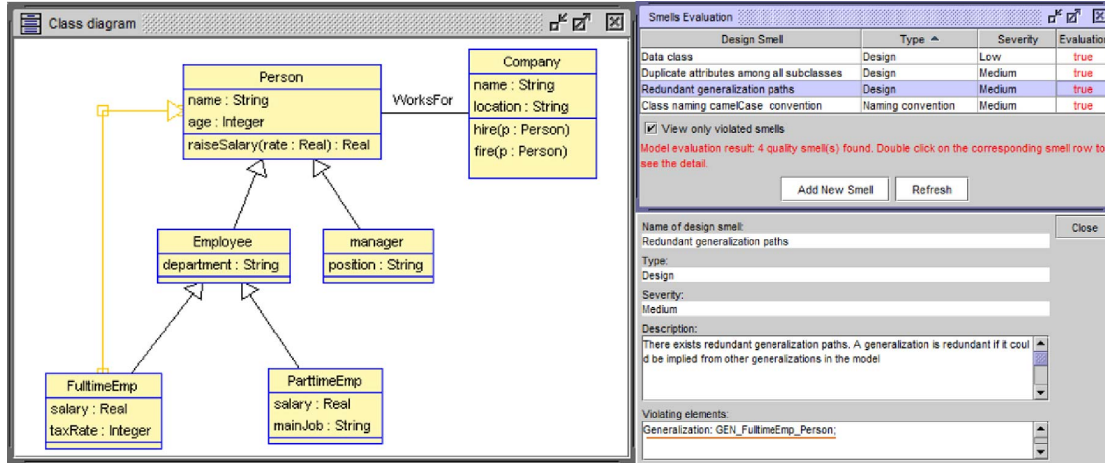 Class diagram
Person
name : String
age : Integer
raiseSalary(rate : Real) : Real
WorksFor
Company
name : String
location : String
hire(p : Person)
fire(p : Person)
Employee
department : String
manager
position : String
FulltimeEmp
salary : Real
taxRate : Integer
ParttimeEmp
salary : Real
mainJob : String
Smells Evaluation
Design Smell Type Severity Evaluation
Data class Design Low true
Duplicate attributes among all subclasses Design Medium true
Redundant generalization paths Design Medium true
Class naming camelCase convention Naming convention Medium true
View only violated smells
Model evaluation result: 4 quality smell(s) found. Double click on the corresponding smell row to
see the detail.
Add New Smell Refresh
Name of design smell:
Close
Redundant generalization paths
Type:
Design
Severity:
Medium
Description:
There exists redundant generalization paths. A generalization is redundant if it coul
d be implied from other generalizations in the model
Violating elements:
Generalization: GEN_FulltimeEmp_Person;